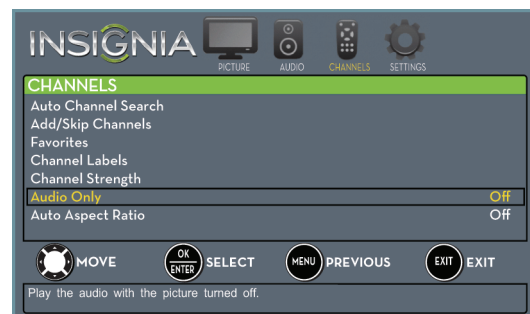 INSIGNIA
PICTURE AUDIO CHANNELS SETTINGS
CHANNELS
Auto Channel Search
Add/Skip Channels
Favorites
Channel Labels
Channel Strength
Audio Only Off
Auto Aspect Ratio Off
MOVE OK ENTER SELECT MENU PREVIOUS EXIT EXIT
Play the audio with the picture turned off.